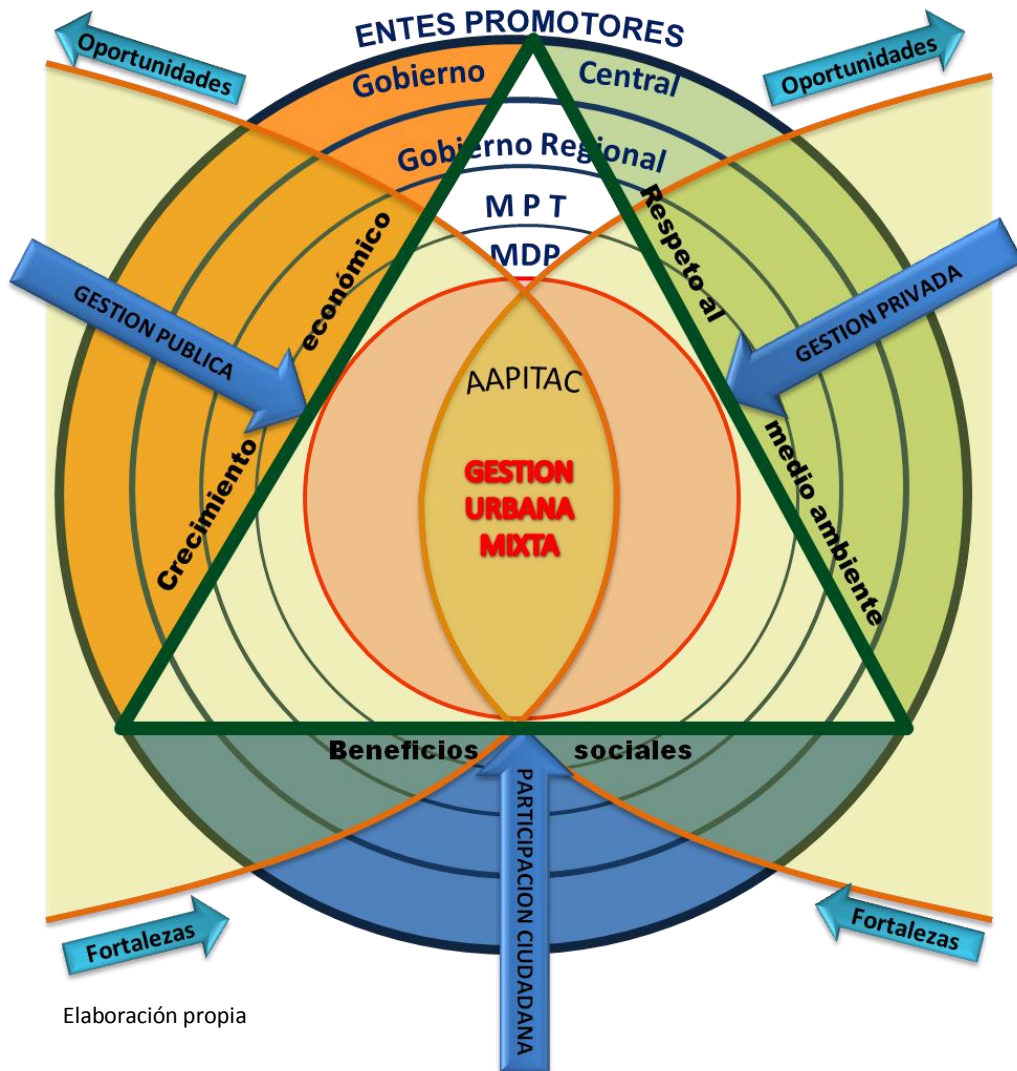 ENTES PROMOTORES
Oportunidades
Oportunidades
Gobierno Central
Gobierno Regional
M P T
MDP
Crecimiento económico
Respeto al medio ambiente
GESTION PUBLICA
GESTION PRIVADA
AAPITAC
GESTION
URBANA
MIXTA
Beneficios sociales
PARTICIPACION CIUDADANA
Fortalezas
Fortalezas
Elaboración propia